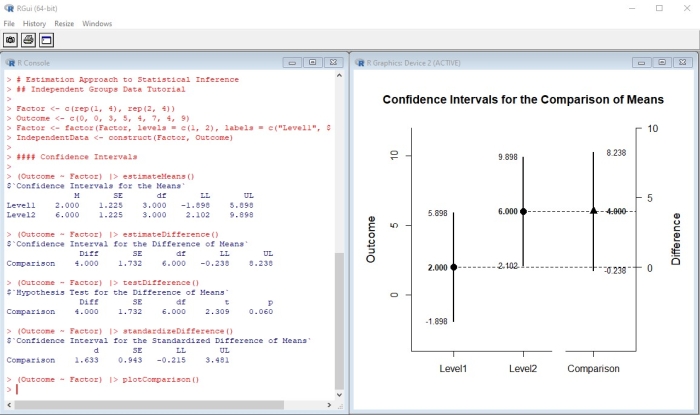 RGui (64-bit)
File History Resize Windows
R Console
> # Estimation Approach to Statistical Inference
> ## Independent Groups Data Tutorial
>
> Factor <- c(rep(1, 4), rep(2, 4))
> Outcome <- c(0, 0, 3, 5, 4, 7, 4, 9)
> Factor <- factor(Factor, levels = c(1, 2), labels = c("Level1", $
> IndependentData <- construct(Factor, Outcome)
>
> #### Confidence Intervals
>
> (Outcome ~ Factor) |> estimateMeans()
$`Confidence Intervals for the Means`
M SE df LL UL
Level1 2.000 1.225 3.000 -1.898 5.898
Level2 6.000 1.225 3.000 2.102 9.898
> (Outcome ~ Factor) |> estimateDifference()
$`Confidence Interval for the Difference of Means`
Diff SE df LL UL
Comparison 4.000 1.732 6.000 -0.238 8.238
> (Outcome ~ Factor) |> testDifference()
$`Hypothesis Test for the Difference of Means`
Diff SE df t p
Comparison 4.000 1.732 6.000 2.309 0.060
> (Outcome ~ Factor) |> standardizeDifference()
$`Confidence Interval for the Standardized Difference of Means`
d SE LL UL
Comparison 1.633 0.943 -0.215 3.481
> (Outcome ~ Factor) |> plotComparison()
>
R Graphics: Device 2 (ACTIVE)
Confidence Intervals for the Comparison of Means
10
10
9.898
8.238
5.898
6.000
4.000
5
5
Outcome
Difference
2.000
2.102
-0.238
0
0
-1.898
Level1 Level2 Comparison